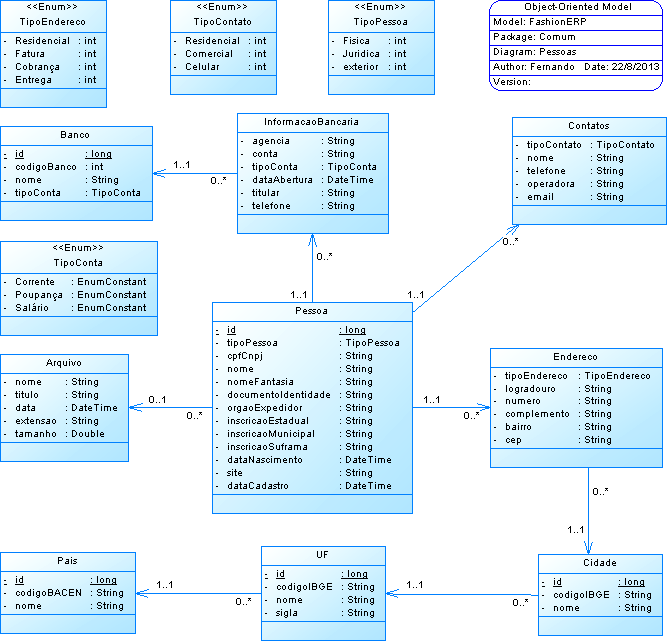 <<Enum>>
TipoEndereco
- Residencial : int
- Fatura : int
- Cobrança : int
- Entrega : int
<<Enum>>
TipoContato
- Residencial : int
- Comercial : int
- Celular : int
<<Enum>>
TipoPessoa
- Fisica : int
- Juridica : int
- exterior : int
Object-Oriented Model
Model: FashionERP
Package: Comum
Diagram: Pessoas
Author: Fernando Date: 22/8/2013
Version:
Banco
- id : long
- codigoBanco : int
- nome : String
- tipoConta : TipoConta
1..1
0..*
InformacaoBancaria
- agencia : String
- conta : String
- tipoConta : TipoConta
- dataAbertura : DateTime
- titular : String
- telefone : String
Contatos
- tipoContato : TipoContato
- nome : String
- telefone : String
- operadora : String
- email : String
<<Enum>>
TipoConta
- Corrente : EnumConstant
- Poupança : EnumConstant
- Salário : EnumConstant
0..*
1..1
0..*
1..1
Pessoa
- id : long
- tipoPessoa : TipoPessoa
- cpfCnpj : String
- nome : String
- nomeFantasia : String
- documentoIdentidade : String
- orgaoExpedidor : String
- inscricaoEstadual : String
- inscricaoMunicipal : String
- inscricaoSuframa : String
- dataNascimento : DateTime
- site : String
- dataCadastro : DateTime
Arquivo
- nome : String
- titulo : String
- data : DateTime
- extensao : String
- tamanho : Double
0..1
0..*
1..1
0..*
Endereco
- tipoEndereco : TipoEndereco
- logradouro : String
- numero : String
- complemento : String
- bairro : String
- cep : String
0..*
1..1
Pais
- id : long
- codigoBACEN : String
- nome : String
1..1
0..*
UF
- id : long
- codigoIBGE : String
- nome : String
- sigla : String
1..1
0..*
Cidade
- id : long
- codigoIBGE : String
- nome : String